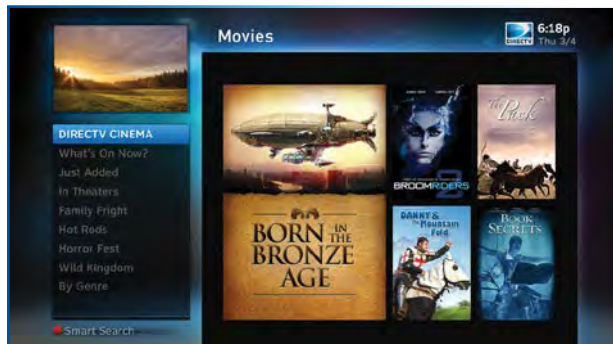 Movies
6:18p
DIRECTV
Thu 3/4
DIRECTV CINEMA
What's On Now?
Just Added
In Theaters
Family Fright
Hot Rods
Horror Fest
Wild Kingdom
By Genre
Smart Search
BROOMRIDERS
2
The Pack
BORN IN THE
BRONZE
AGE
DANNY &
The Mountain
Fold
BOOK
SECRETS